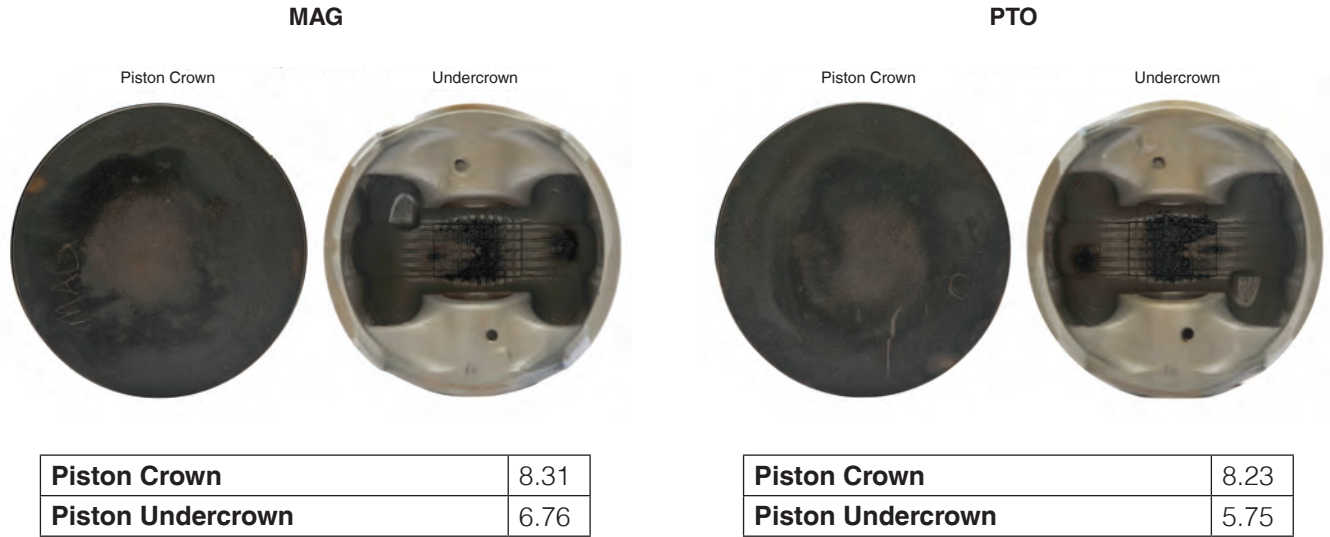 MAG
PTO
Piston Crown
Undercrown
Piston Crown
Undercrown
MAG
Piston Crown 8.31
Piston Undercrown 6.76
Piston Crown 8.23
Piston Undercrown 5.75